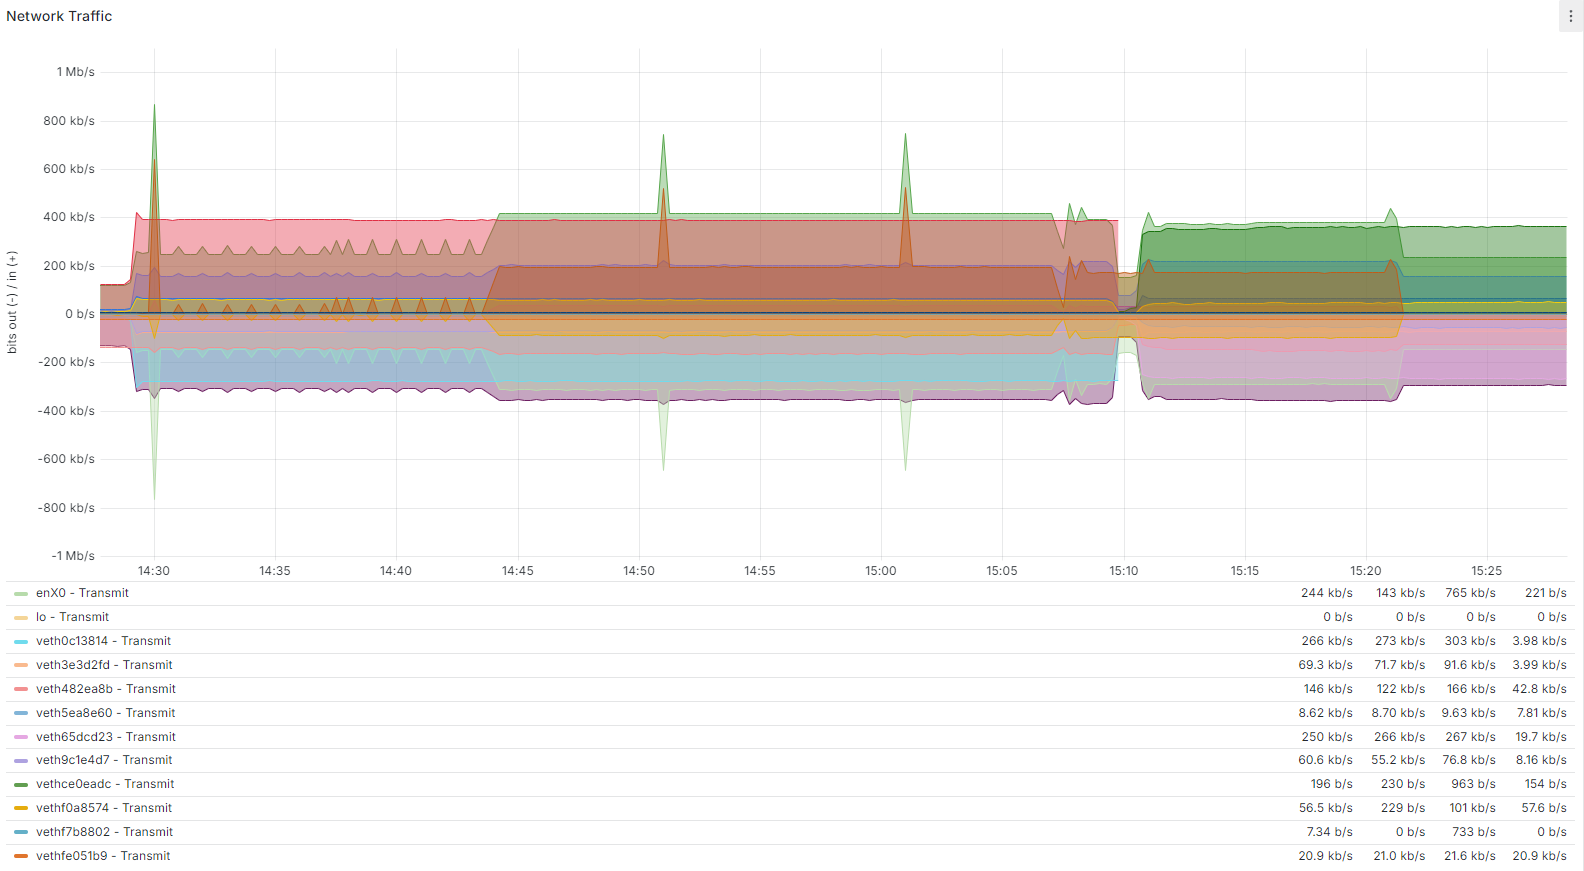 Network Traffic
bits out (-) / in (+)
1 Mb/s
800 kb/s
600 kb/s
400 kb/s
200 kb/s
0 b/s
-200 kb/s
-400 kb/s
-600 kb/s
-800 kb/s
-1 Mb/s
14:30 14:35 14:40 14:45 14:50 14:55 15:00 15:05 15:10 15:15 15:20 15:25
enX0 - Transmit 244 kb/s 143 kb/s 765 kb/s 221 b/s
lo - Transmit 0 b/s 0 b/s 0 b/s 0 b/s
veth0c13814 - Transmit 266 kb/s 273 kb/s 303 kb/s 3.98 kb/s
veth3e3d2fd - Transmit 69.3 kb/s 71.7 kb/s 91.6 kb/s 3.99 kb/s
veth482ea8b - Transmit 146 kb/s 122 kb/s 166 kb/s 42.8 kb/s
veth5ea8e60 - Transmit 8.62 kb/s 8.70 kb/s 9.63 kb/s 7.81 kb/s
veth65dcd23 - Transmit 250 kb/s 266 kb/s 267 kb/s 19.7 kb/s
veth9c1e4d7 - Transmit 60.6 kb/s 55.2 kb/s 76.8 kb/s 8.16 kb/s
vethce0eadc - Transmit 196 b/s 230 b/s 963 b/s 154 b/s
vethf0a8574 - Transmit 56.5 kb/s 229 b/s 101 kb/s 57.6 b/s
vethf7b8802 - Transmit 7.34 b/s 0 b/s 733 b/s 0 b/s
vethfe051b9 - Transmit 20.9 kb/s 21.0 kb/s 21.6 kb/s 20.9 kb/s